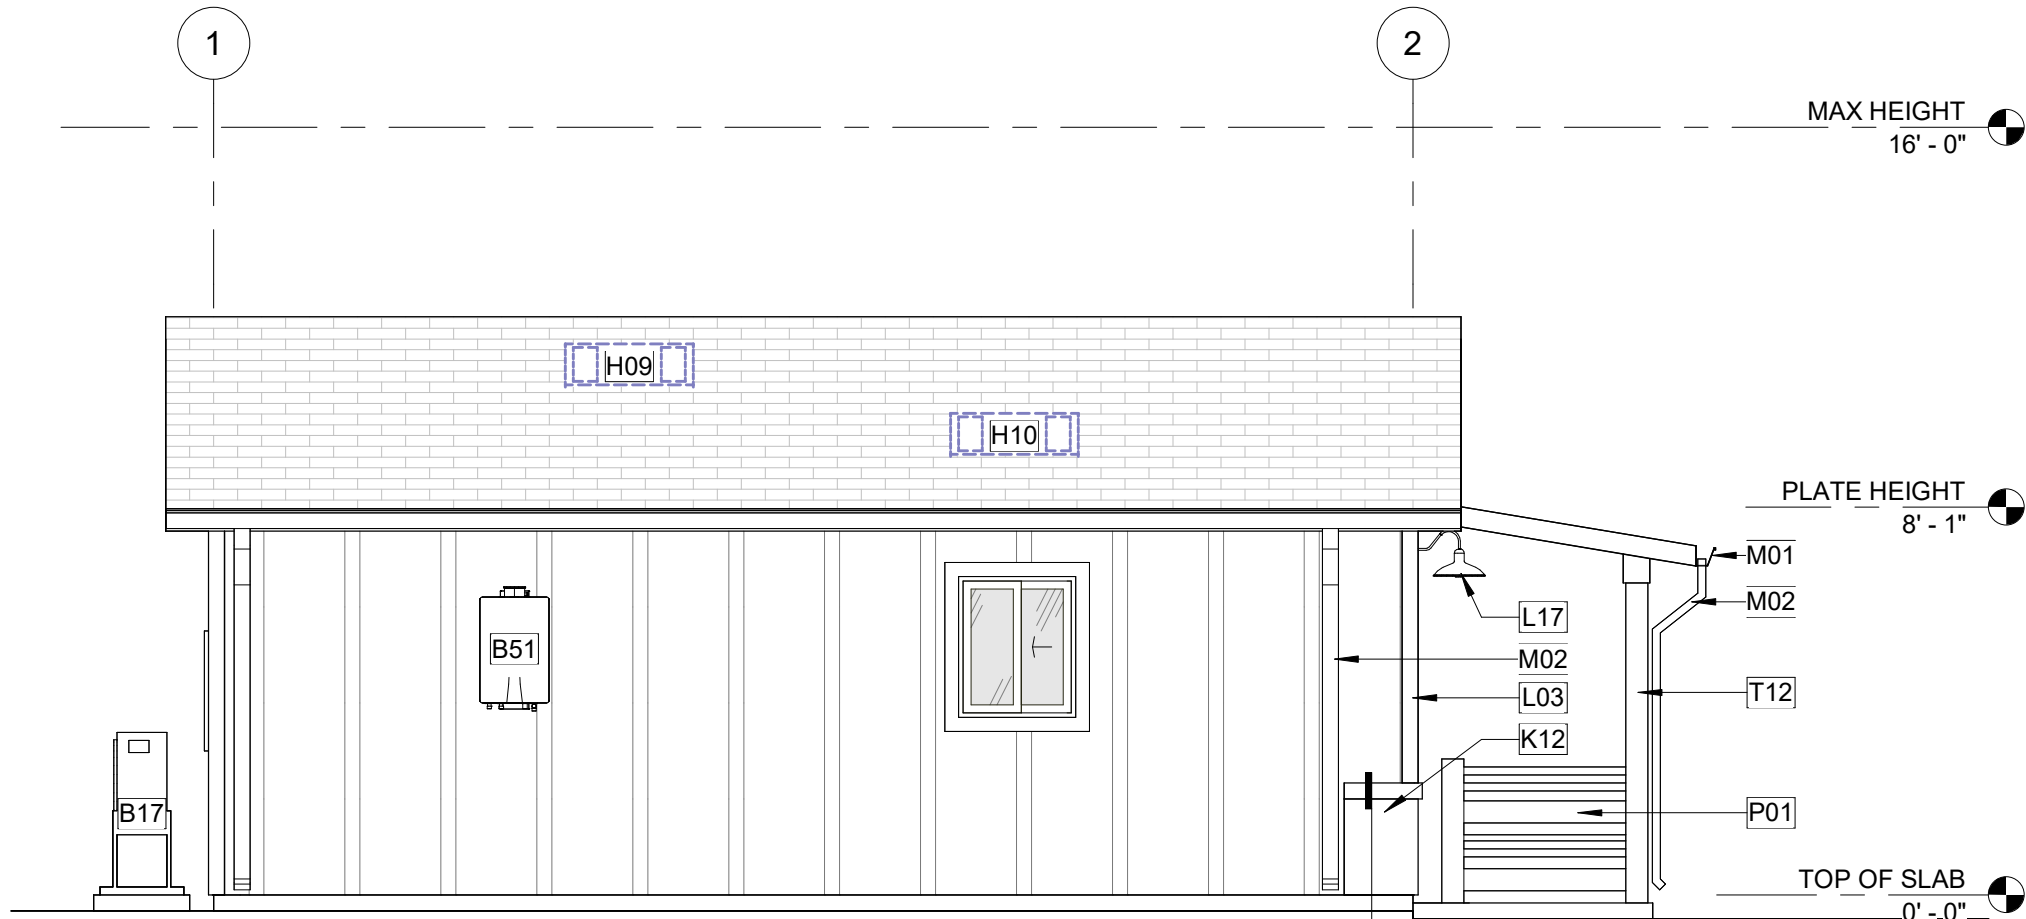 1
2
MAX HEIGHT
16' - 0"
H09
H10
PLATE HEIGHT
8' - 1"
M01
M02
L17
B51
M02
T12
L03
K12
B17
P01
TOP OF SLAB
0' - 0"